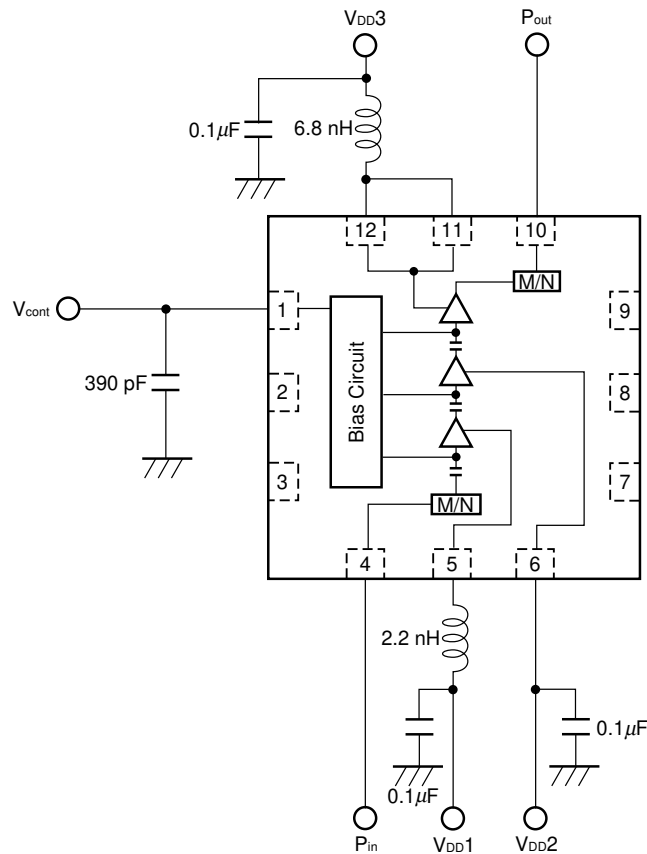 VDD3 Pout
0.1μF 6.8 nH
12 11 10
M/N
Vcont 1 9
390 pF 2 Bias Circuit 8
3 7
M/N
4 5 6
2.2 nH
0.1μF
0.1μF
Pin VDD1 VDD2